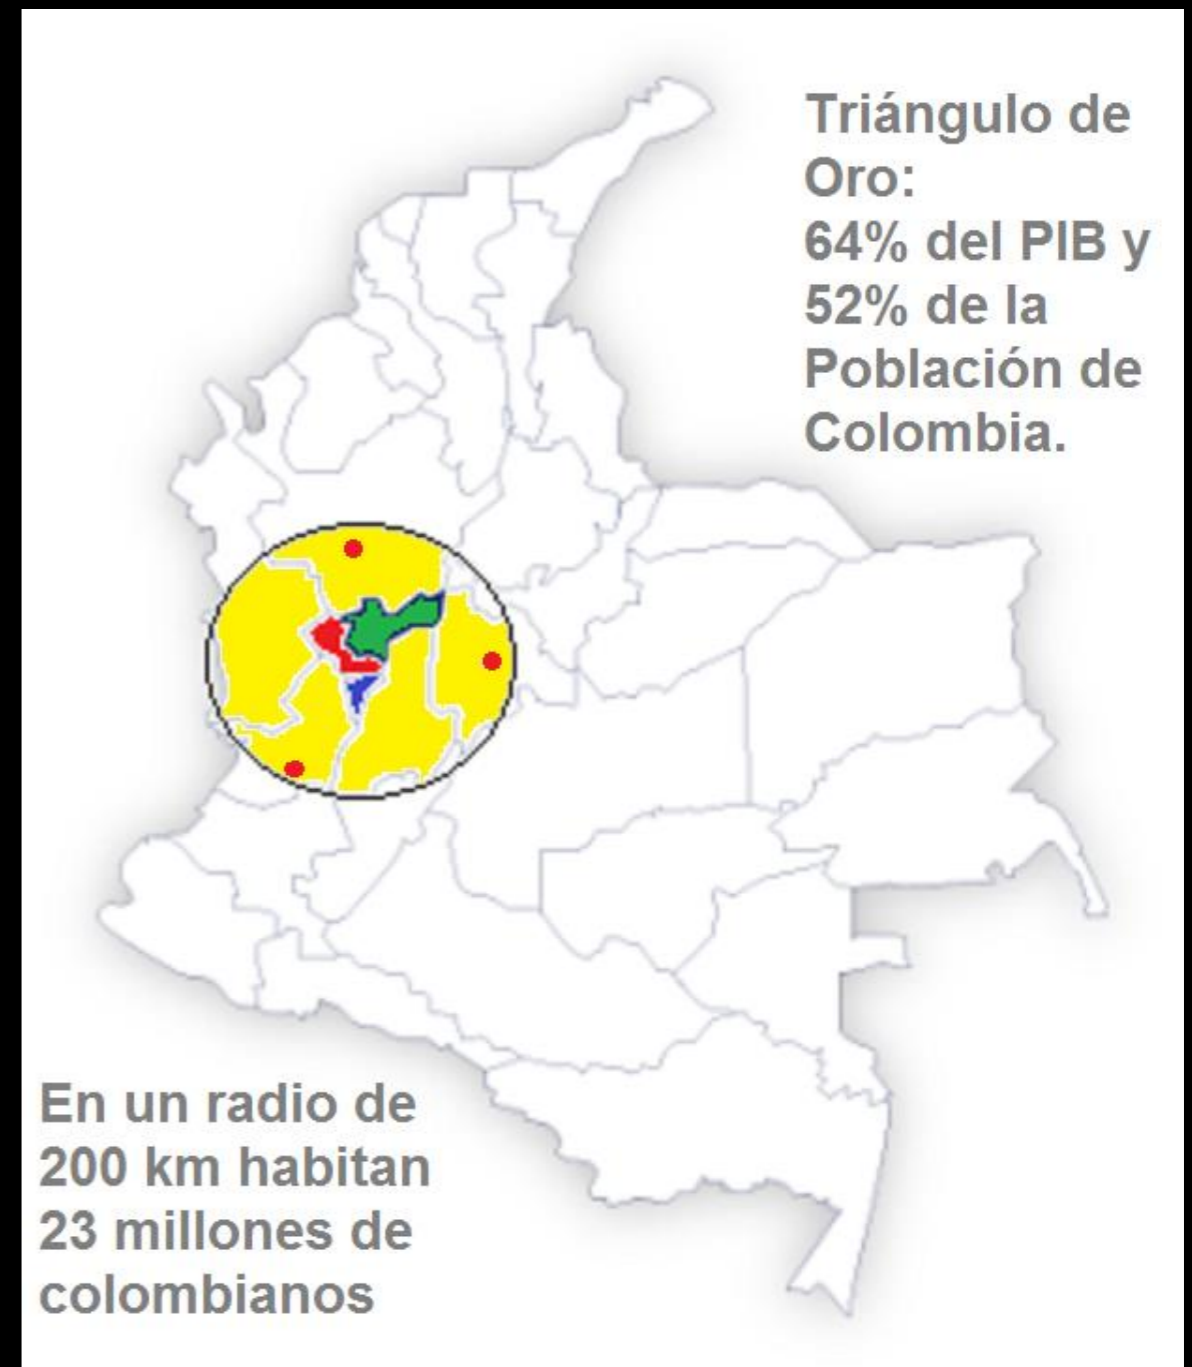 Triángulo de
Oro:
64% del PIB y
52% de la
Población de
Colombia.
En un radio de
200 km habitan
23 millones de
colombianos